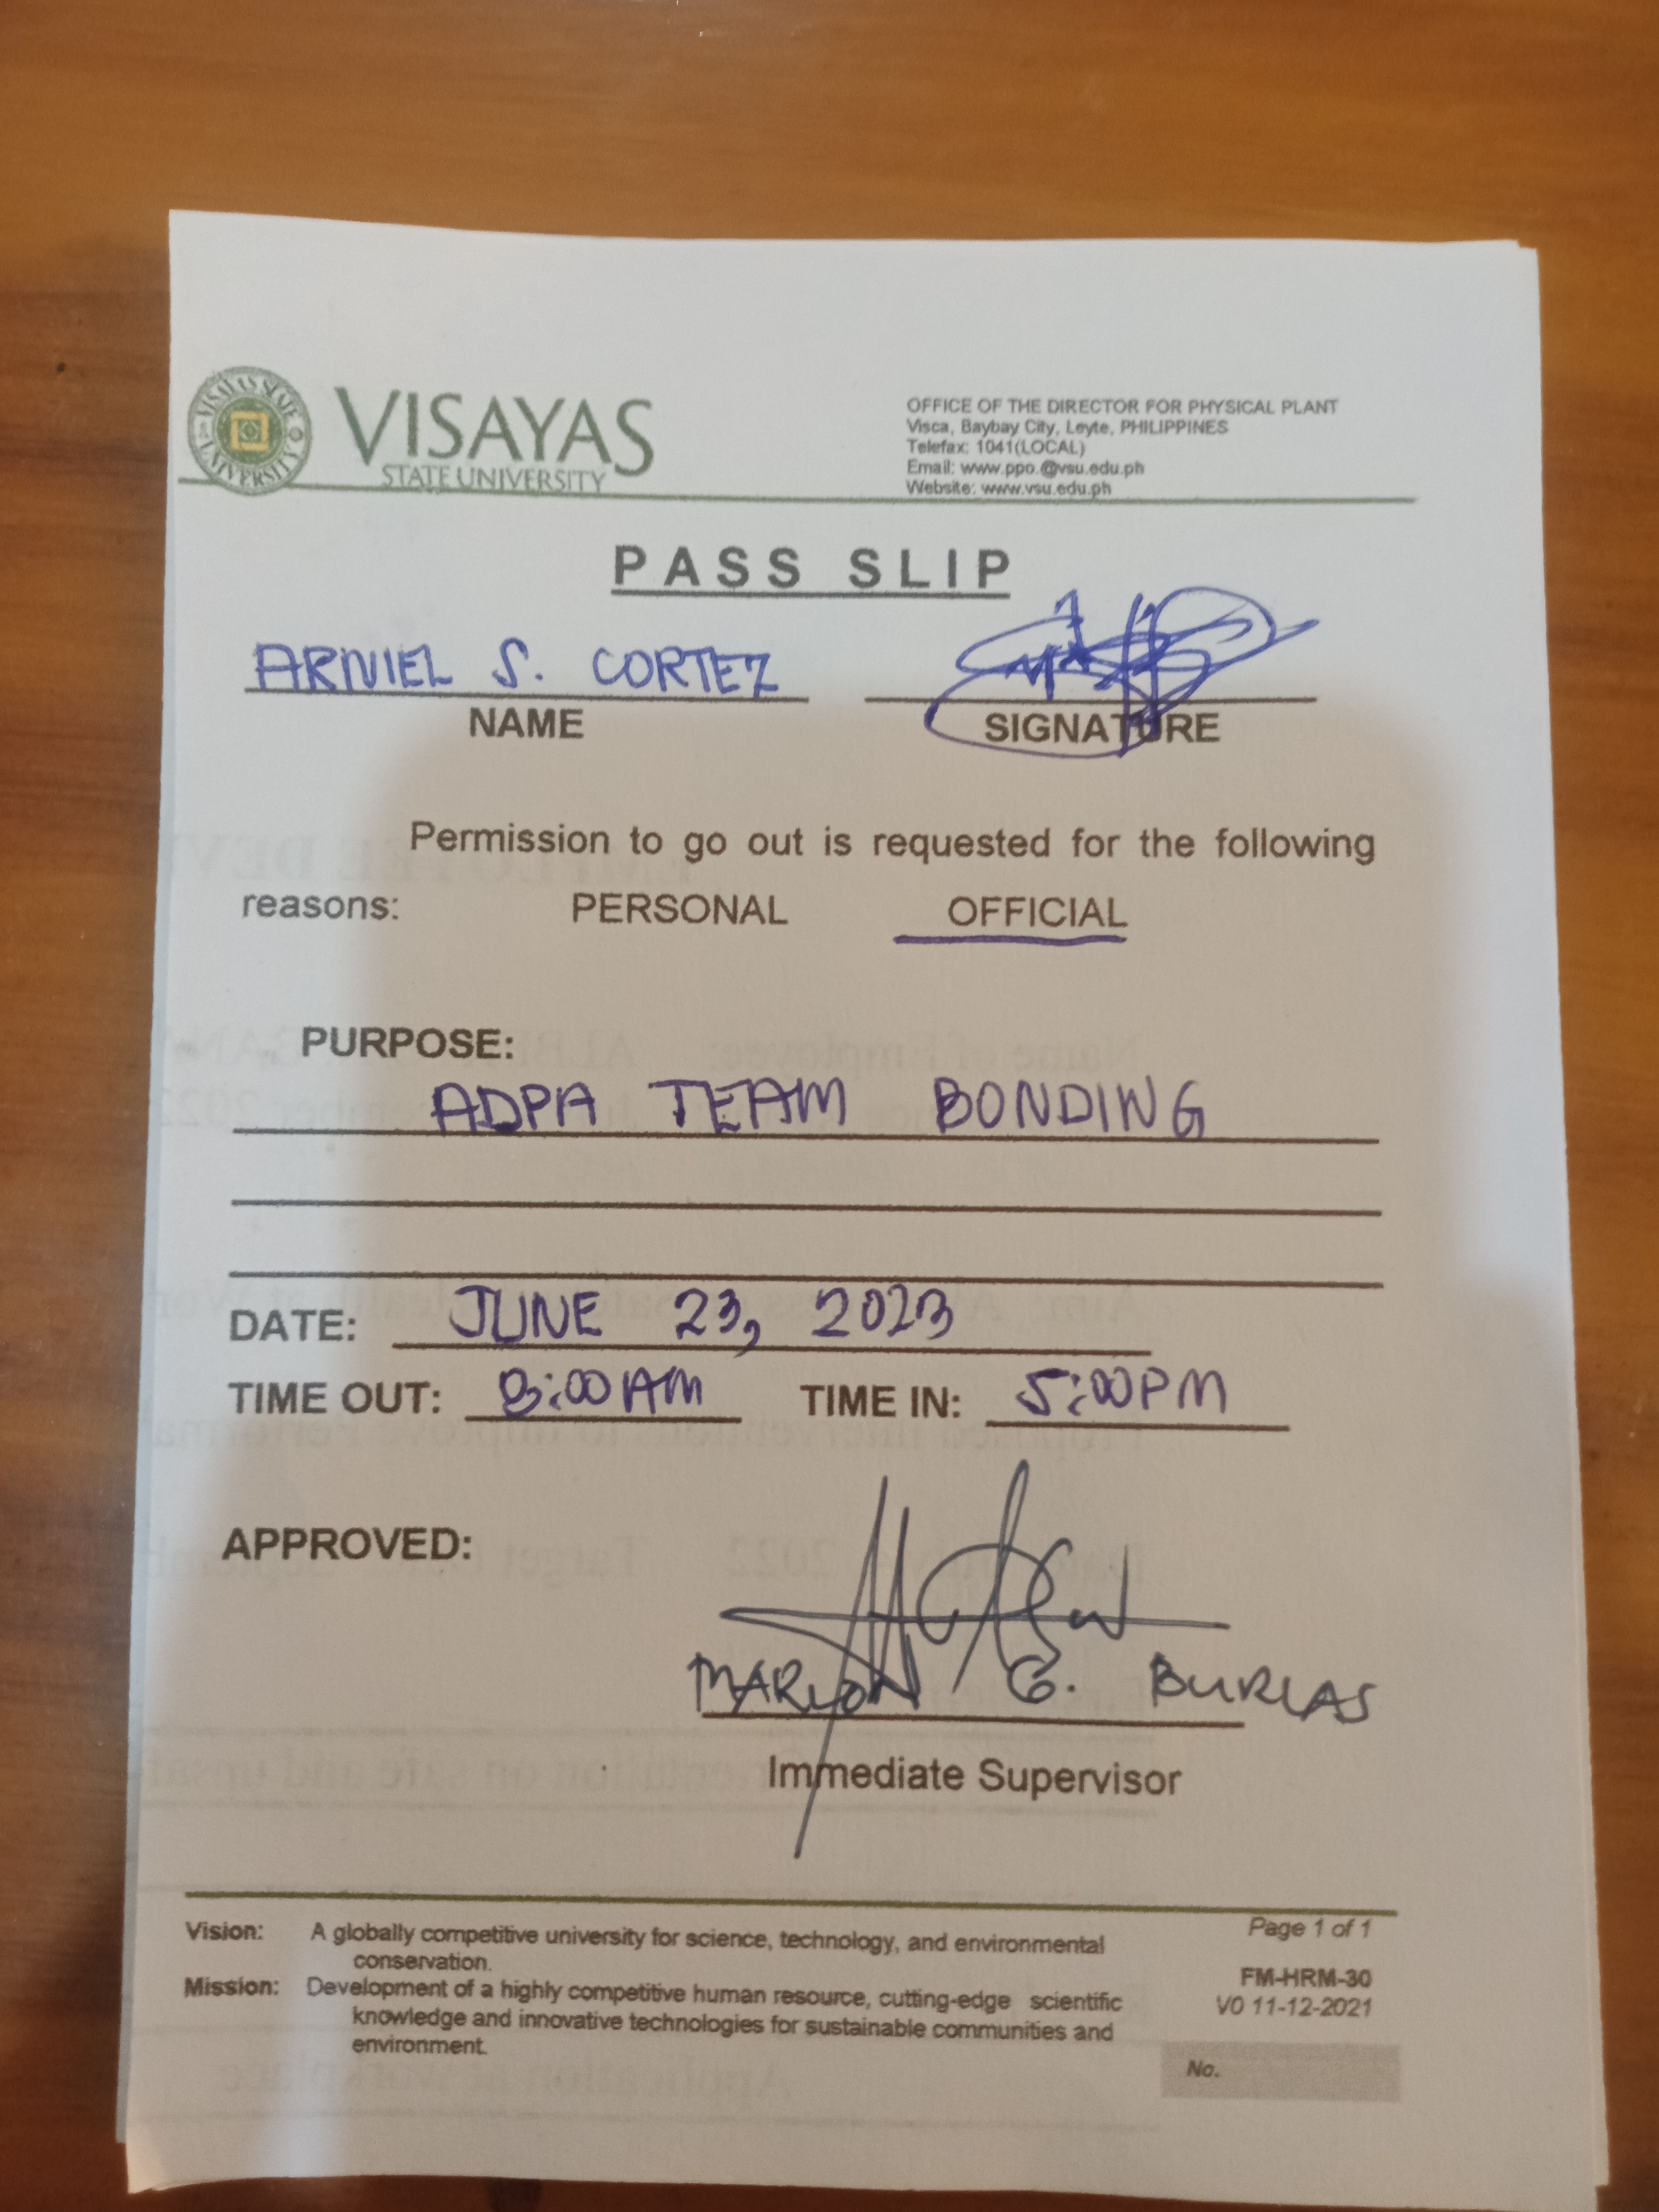 VISAYAS
STATE UNIVERSITY
VISAYAS STATE UNIVERSITY
OFFICE OF THE DIRECTOR FOR PHYSICAL PLANT
Visca, Baybay City, Leyte, PHILIPPINES
Telefax: 1041(LOCAL)
Email: www.ppo.@vsu.edu.ph
Website: www.vsu.edu.ph
PASS SLIP
ARNIEL S. CORTEZ
NAME SIGNATURE
Permission to go out is requested for the following
reasons: PERSONAL OFFICIAL
PURPOSE:
ADPA TEAM BONDING
DATE: JUNE 23, 2023
TIME OUT: 8:00AM TIME IN: 5:00PM
APPROVED:
MARLON G. BURLAS
Immediate Supervisor
Vision: A globally competitive university for science, technology, and environmental
conservation.
Mission: Development of a highly competitive human resource, cutting-edge scientific
knowledge and innovative technologies for sustainable communities and
environment.
Page 1 of 1
FM-HRM-30
V0 11-12-2021
No.